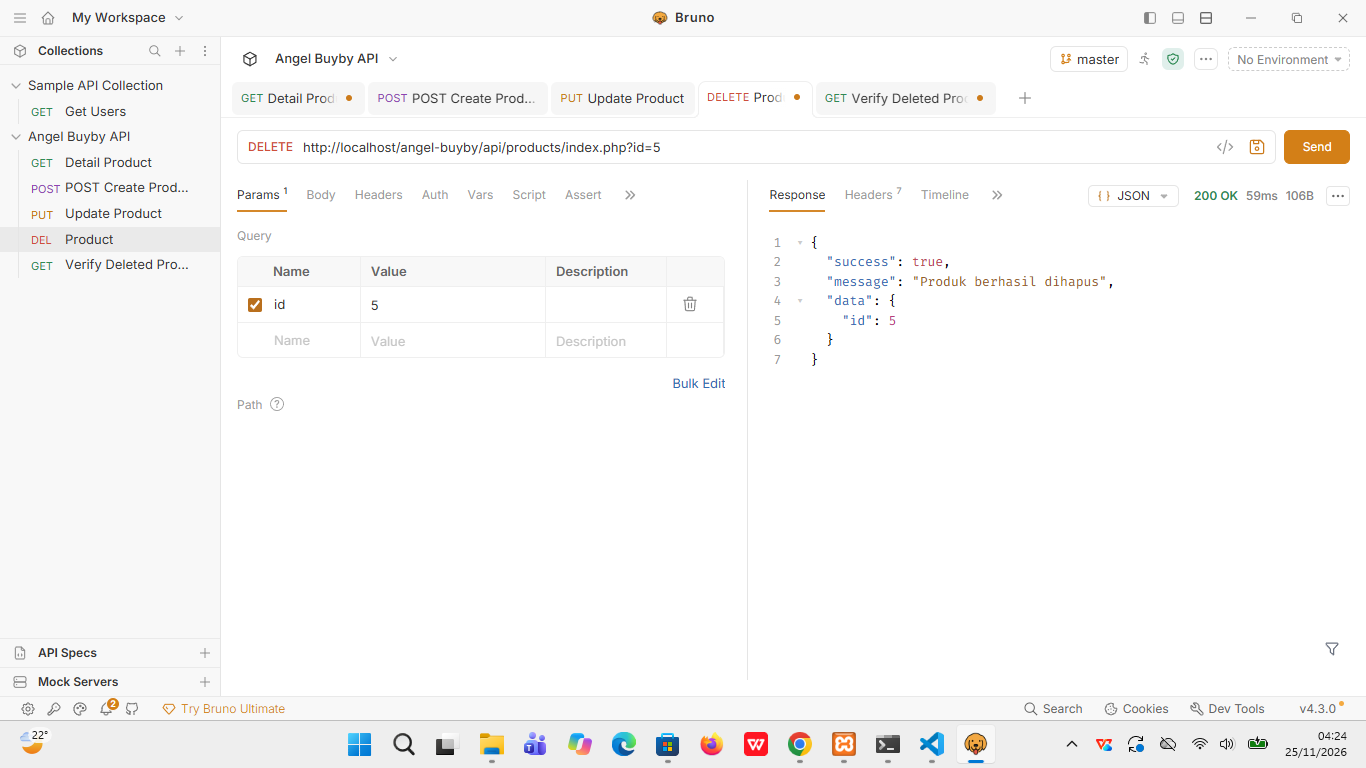 My Workspace
Bruno
Collections
Angel Buyby API
master
No Environment
Sample API Collection
GET Get Users
Angel Buyby API
GET Detail Product
POST POST Create Prod...
PUT Update Product
DEL Product
GET Verify Deleted Pro...
GET Detail Prod
POST POST Create Prod...
PUT Update Product
DELETE Prod
GET Verify Deleted Pro
DELETE http://localhost/angel-buyby/api/products/index.php?id=5
Send
Params 1 Body Headers Auth Vars Script Assert
Query
Name Value Description
id 5
Name Value Description
Bulk Edit
Path ?
Response Headers 7 Timeline
{ } JSON 200 OK 59ms 106B
1 {
2 "success": true,
3 "message": "Produk berhasil dihapus",
4 "data": {
5 "id": 5
6 }
7 }
API Specs
Mock Servers
2
Try Bruno Ultimate
Search Cookies Dev Tools v4.3.0
22°
04:24
25/11/2026